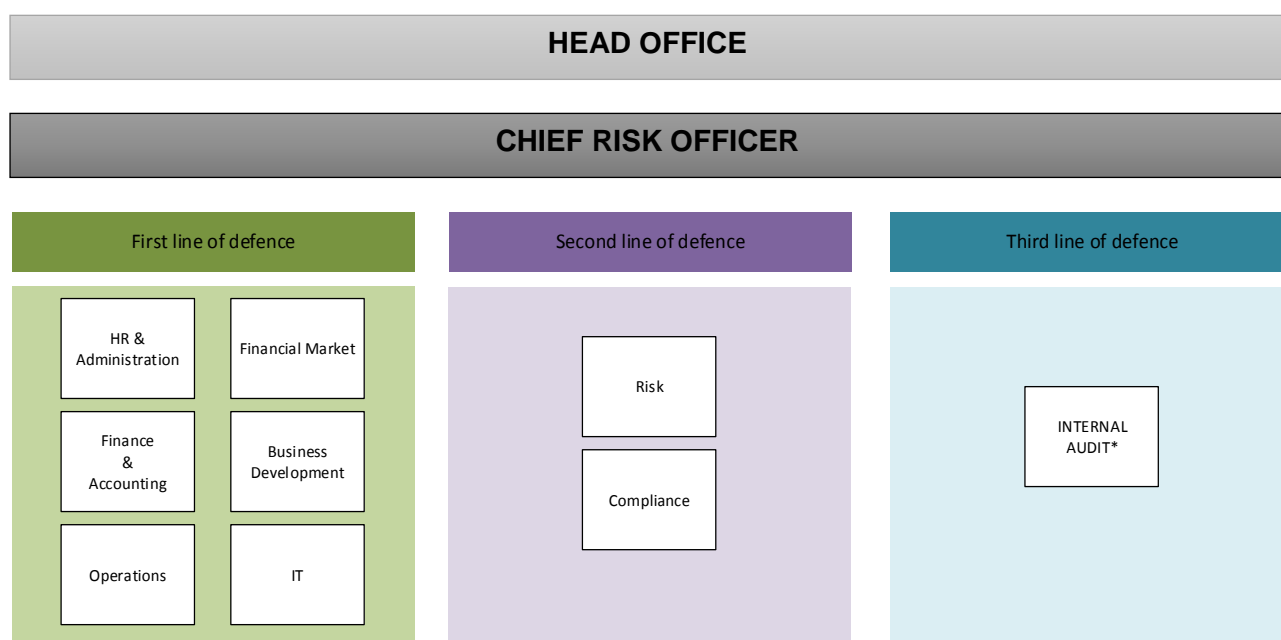 HEAD OFFICE
CHIEF RISK OFFICER
First line of defence
Second line of defence
Third line of defence
HR &
Administration
Financial Market
Finance
&
Accounting
Business
Development
Operations
IT
Risk
Compliance
INTERNAL
AUDIT*